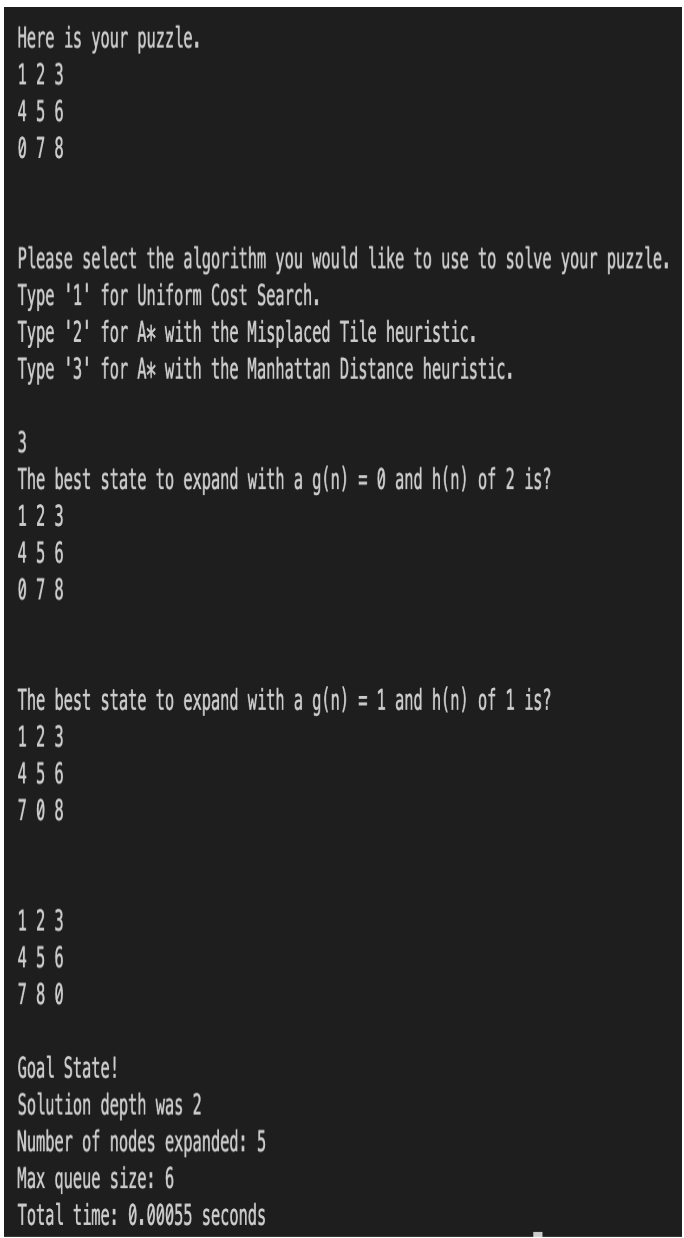 Here is your puzzle.
1 2 3
4 5 6
0 7 8
Please select the algorithm you would like to use to solve your puzzle.
Type '1' for Uniform Cost Search.
Type '2' for A* with the Misplaced Tile heuristic.
Type '3' for A* with the Manhattan Distance heuristic.
3
The best state to expand with a g(n) = 0 and h(n) of 2 is?
1 2 3
4 5 6
0 7 8
The best state to expand with a g(n) = 1 and h(n) of 1 is?
1 2 3
4 5 6
7 0 8
1 2 3
4 5 6
7 8 0
Goal State!
Solution depth was 2
Number of nodes expanded: 5
Max queue size: 6
Total time: 0.00055 seconds